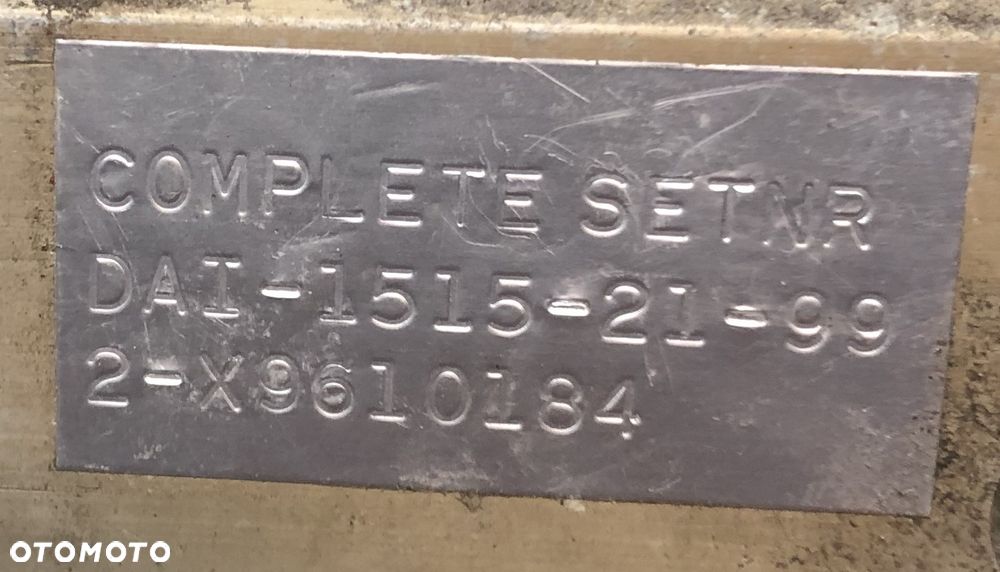 COMPLETE SETNR
DAI-1515-21-99
2-X9610184
OTOMOTO